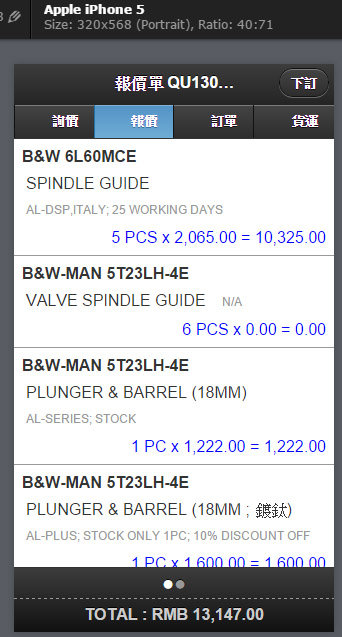 Apple iPhone 5
Size: 320x568 (Portrait), Ratio: 40:71
報價單 QU130...
下訂
詢價 報價 訂單 貨運
B&W 6L60MCE
SPINDLE GUIDE
AL-DSP,ITALY; 25 WORKING DAYS
5 PCS x 2,065.00 = 10,325.00
B&W-MAN 5T23LH-4E
VALVE SPINDLE GUIDE N/A
6 PCS x 0.00 = 0.00
B&W-MAN 5T23LH-4E
PLUNGER & BARREL (18MM)
AL-SERIES; STOCK
1 PC x 1,222.00 = 1,222.00
B&W-MAN 5T23LH-4E
PLUNGER & BARREL (18MM ; 鍍鈦)
AL-PLUS; STOCK ONLY 1PC; 10% DISCOUNT OFF
1 PC x 1,600.00 = 1,600.00
TOTAL : RMB 13,147.00